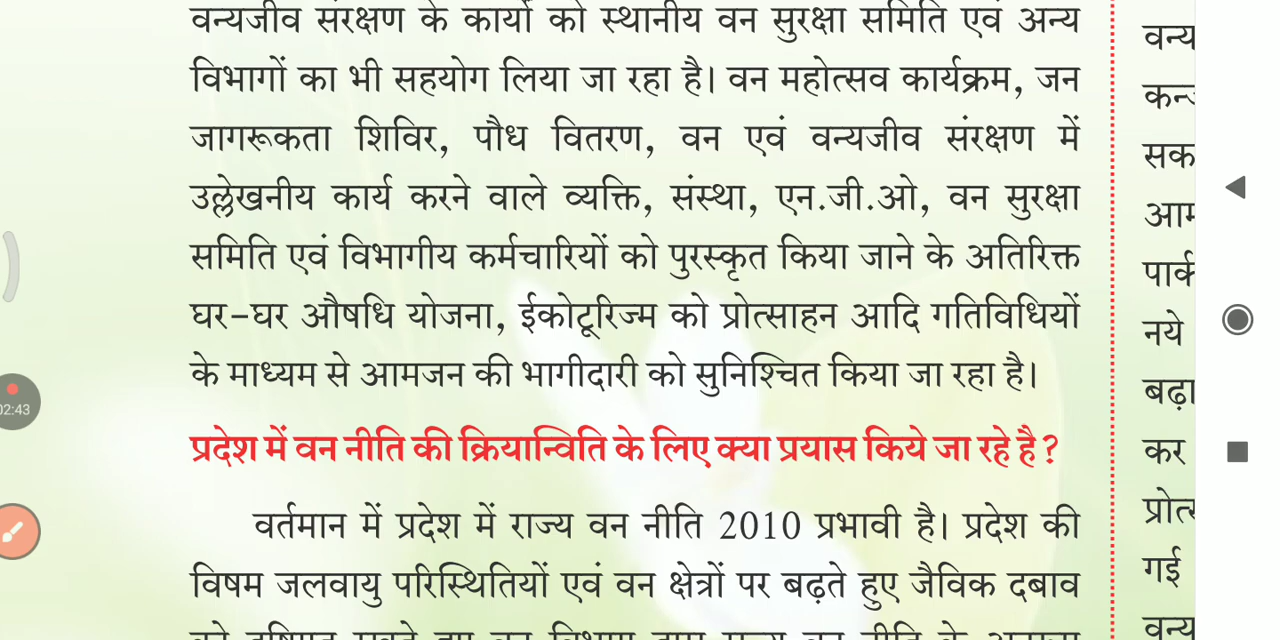 वन्यजीव संरक्षण के कार्यो को स्थानीय वन सुरक्षा समिति एवं अन्य
विभागों का भी सहयोग लिया जा रहा है। वन महोत्सव कार्यक्रम, जन
जागरूकता शिविर, पौध वितरण, वन एवं वन्यजीव संरक्षण में
उल्लेखनीय कार्य करने वाले व्यक्ति, संस्था, एन.जी.ओ, वन सुरक्षा
समिति एवं विभागीय कर्मचारियों को पुरस्कृत किया जाने के अतिरिक्त
घर-घर औषधि योजना, ईकोटूरिज्म को प्रोत्साहन आदि गतिविधियों
के माध्यम से आमजन की भागीदारी को सुनिश्चित किया जा रहा है।
प्रदेश में वन नीति की क्रियान्विति के लिए क्या प्रयास किये जा रहे है?
वर्तमान में प्रदेश में राज्य वन नीति 2010 प्रभावी है। प्रदेश की
विषम जलवायु परिस्थितियों एवं वन क्षेत्रों पर बढ़ते हुए जैविक दबाव
वन्य
सक
आम
पार्क
नये
बढ़ा
कर
गई
वन्य
02:43